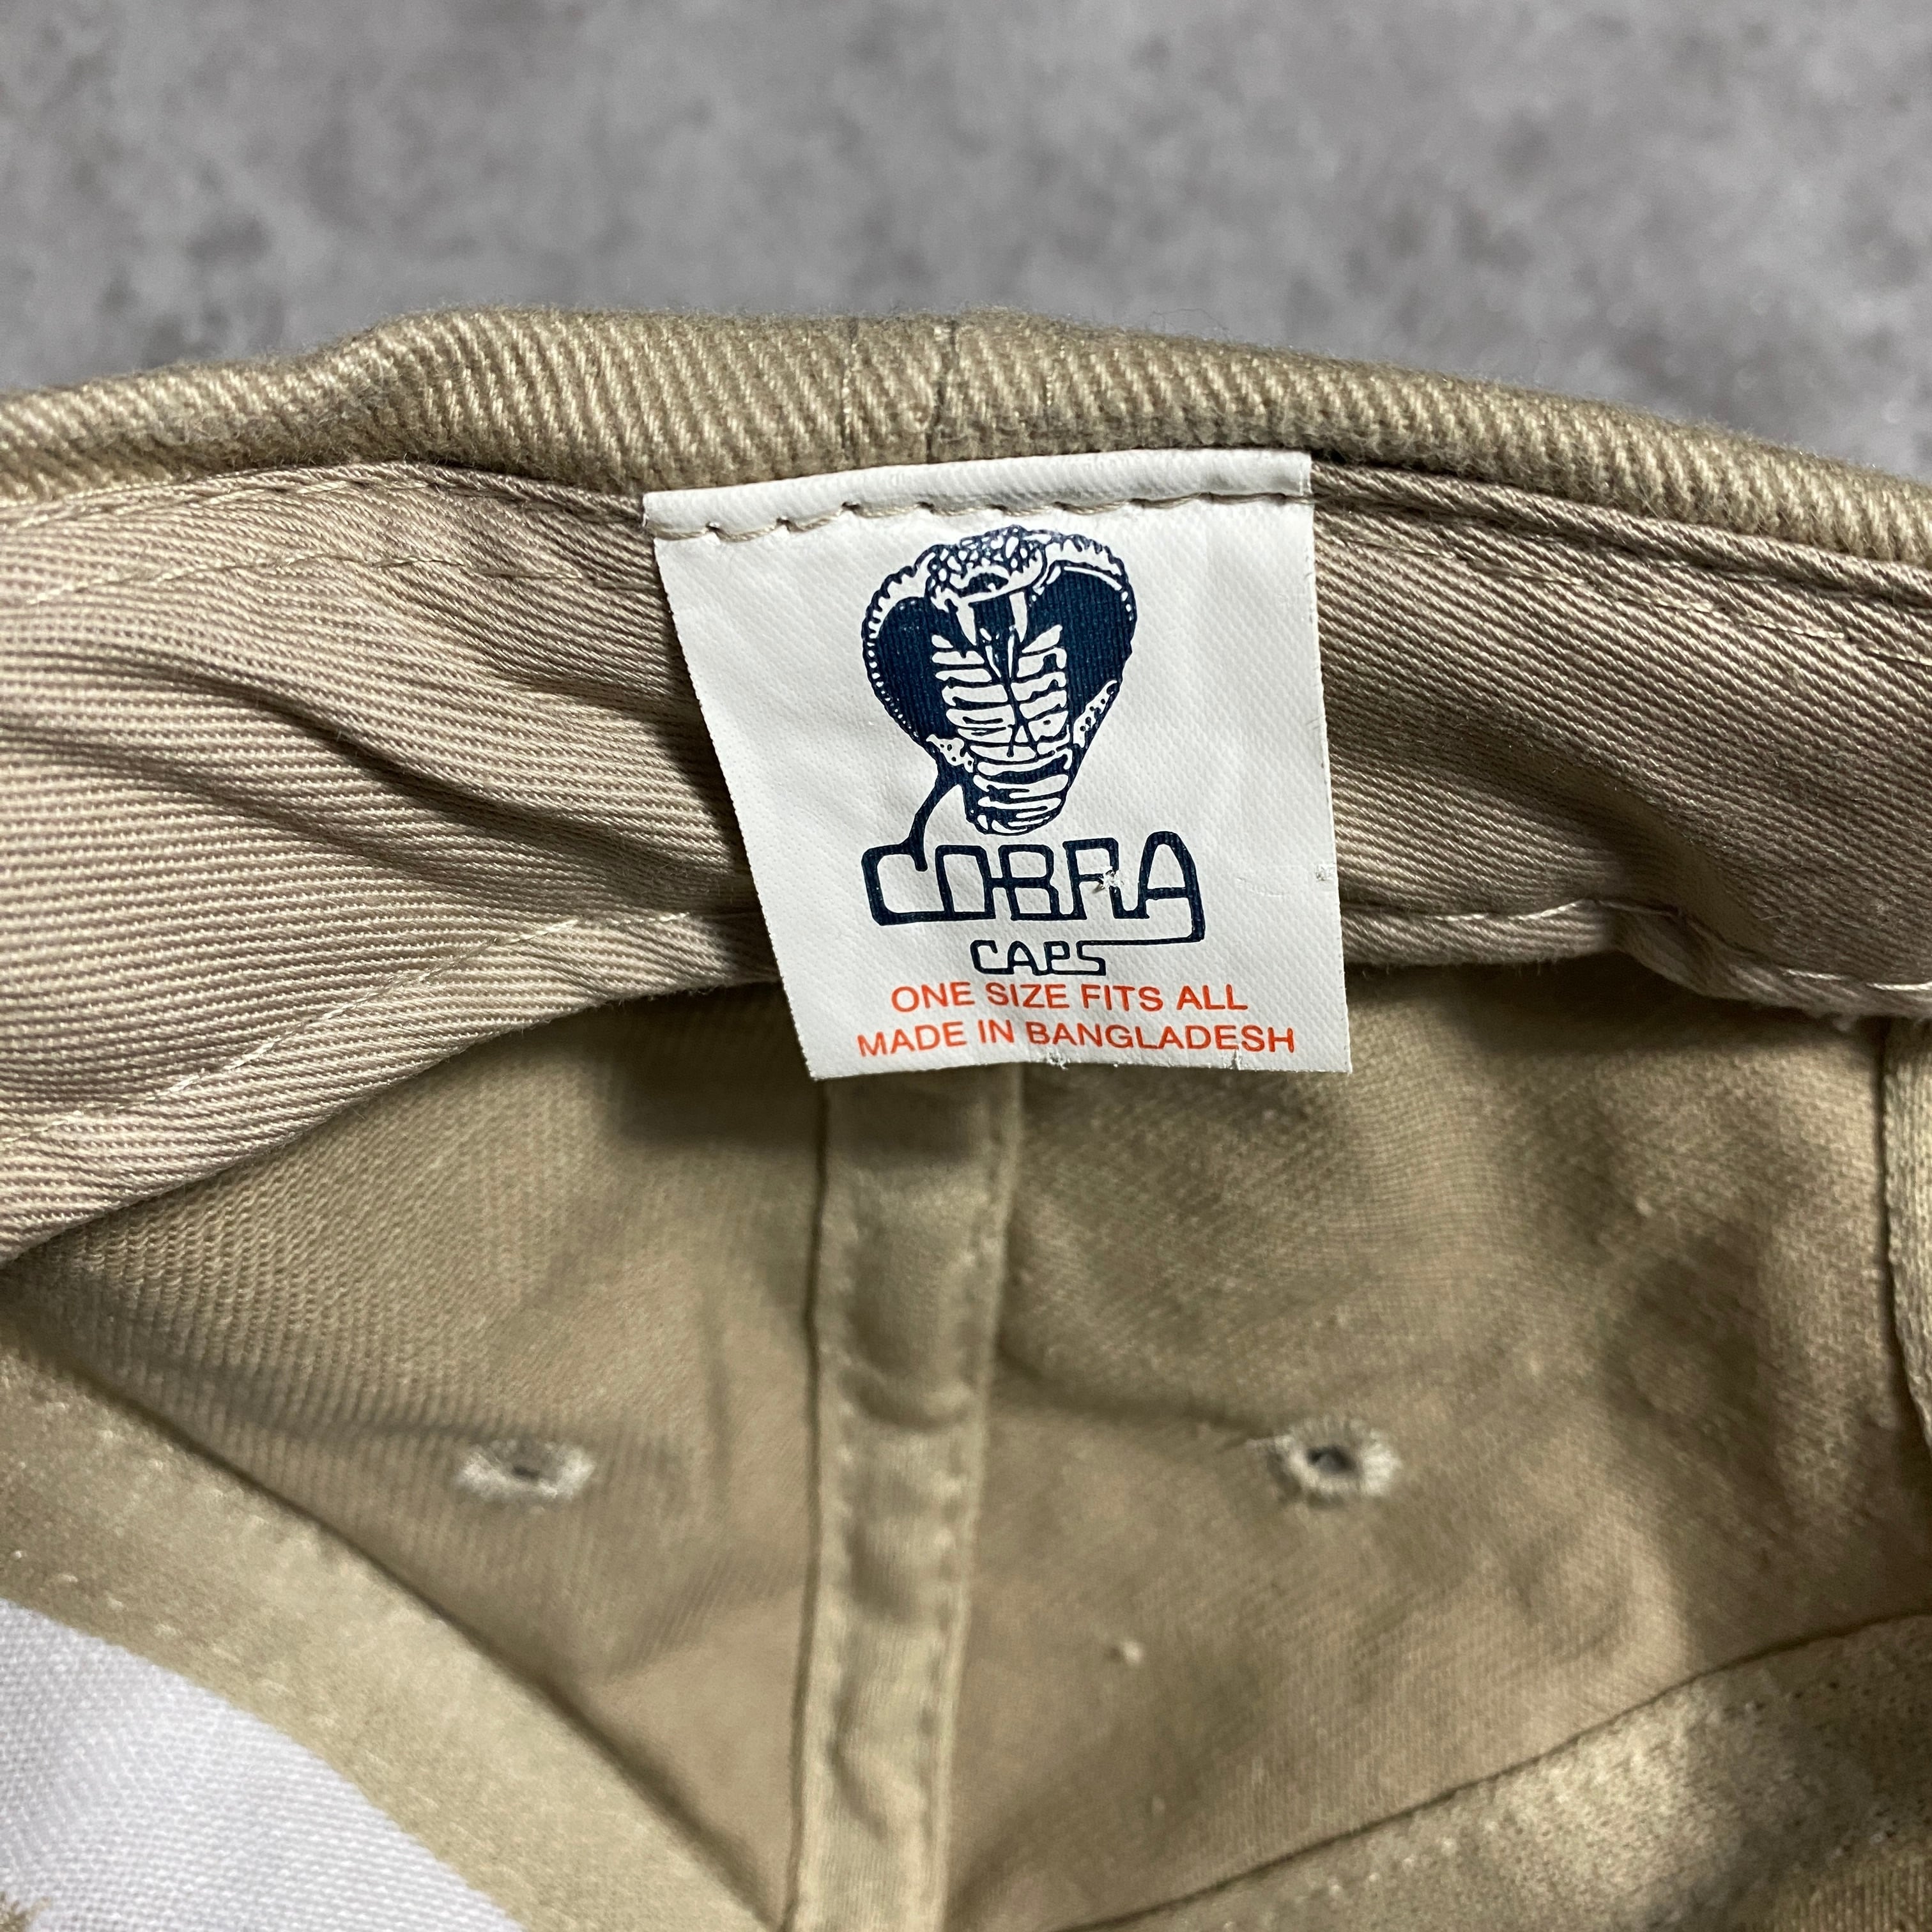 COBRA
CAPS
ONE SIZE FITS ALL
MADE IN BANGLADESH